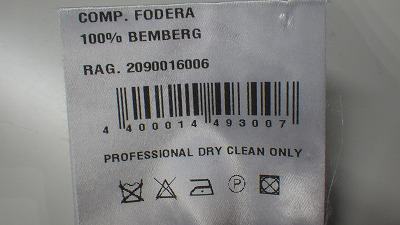 COMP. FODERA
100% BEMBERG
RAG. 2090016006
4 400014 493007
PROFESSIONAL DRY CLEAN ONLY
P